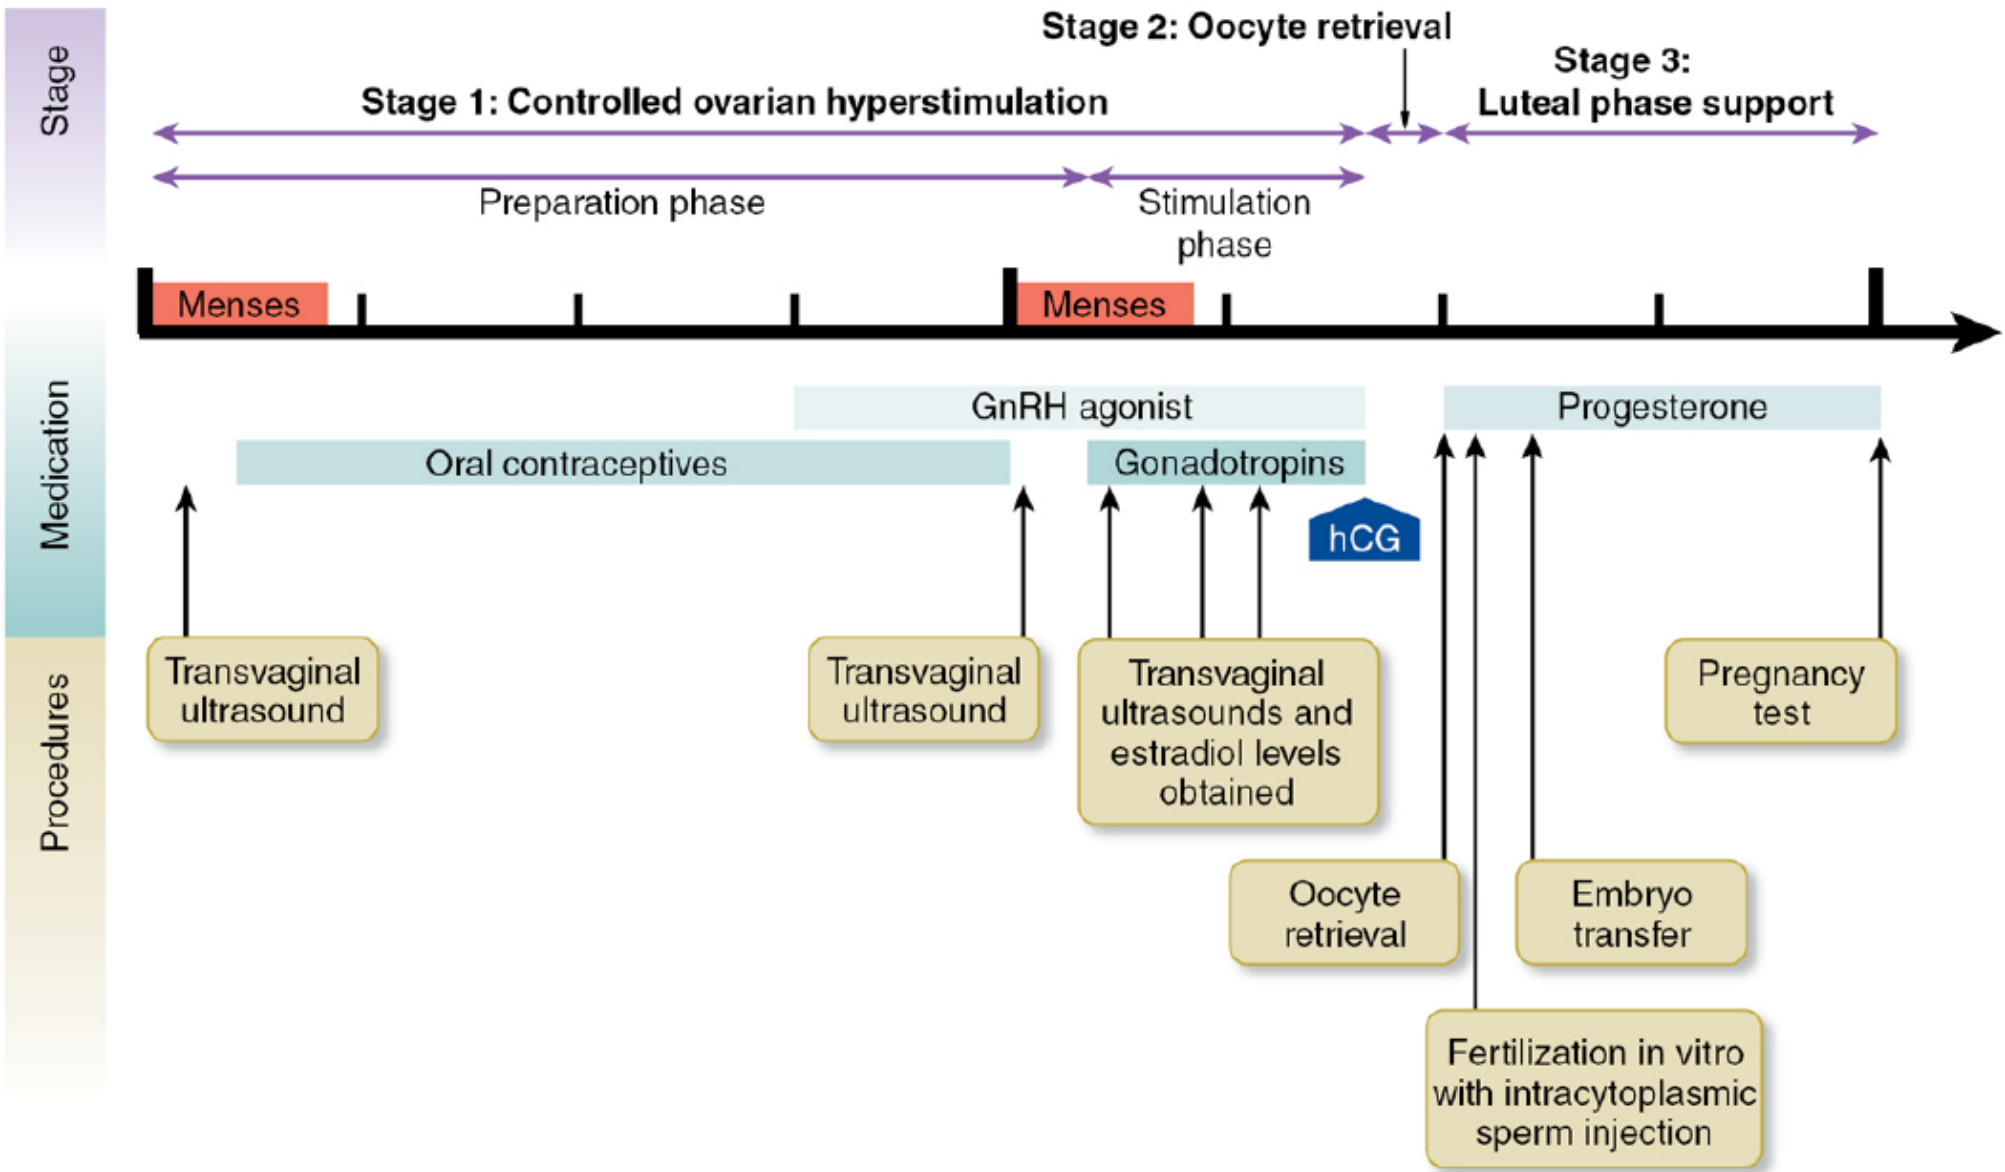 Stage
Stage 2: Oocyte retrieval
Stage 3:
Luteal phase support
Stage 1: Controlled ovarian hyperstimulation
Preparation phase
Stimulation
phase
Menses
Menses
Medication
GnRH agonist
Progesterone
Oral contraceptives
Gonadotropins
hCG
Procedures
Transvaginal
ultrasound
Transvaginal
ultrasound
Transvaginal
ultrasounds and
estradiol levels
obtained
Pregnancy
test
Oocyte
retrieval
Embryo
transfer
Fertilization in vitro
with intracytoplasmic
sperm injection